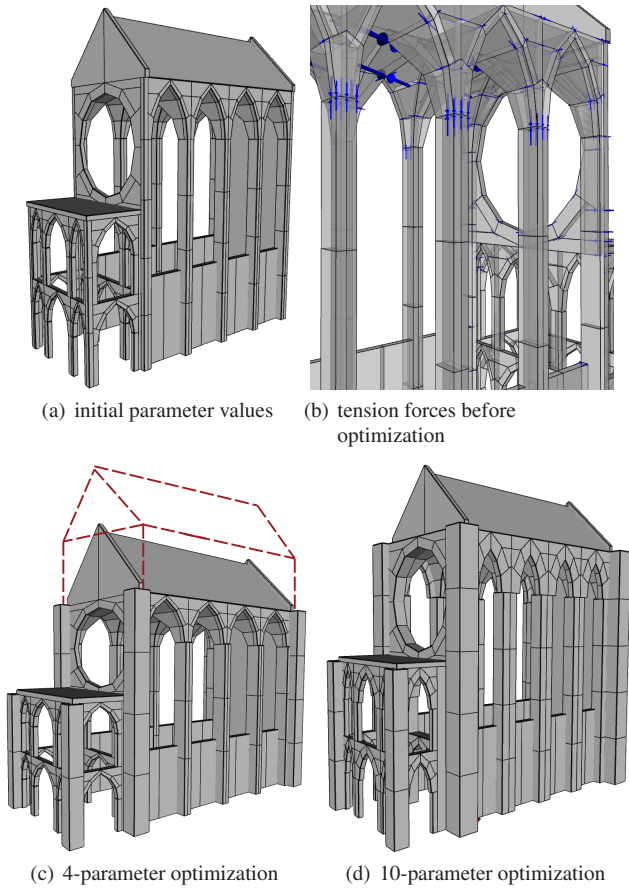 (a) initial parameter values
(b) tension forces before
optimization
(c) 4-parameter optimization
(d) 10-parameter optimization